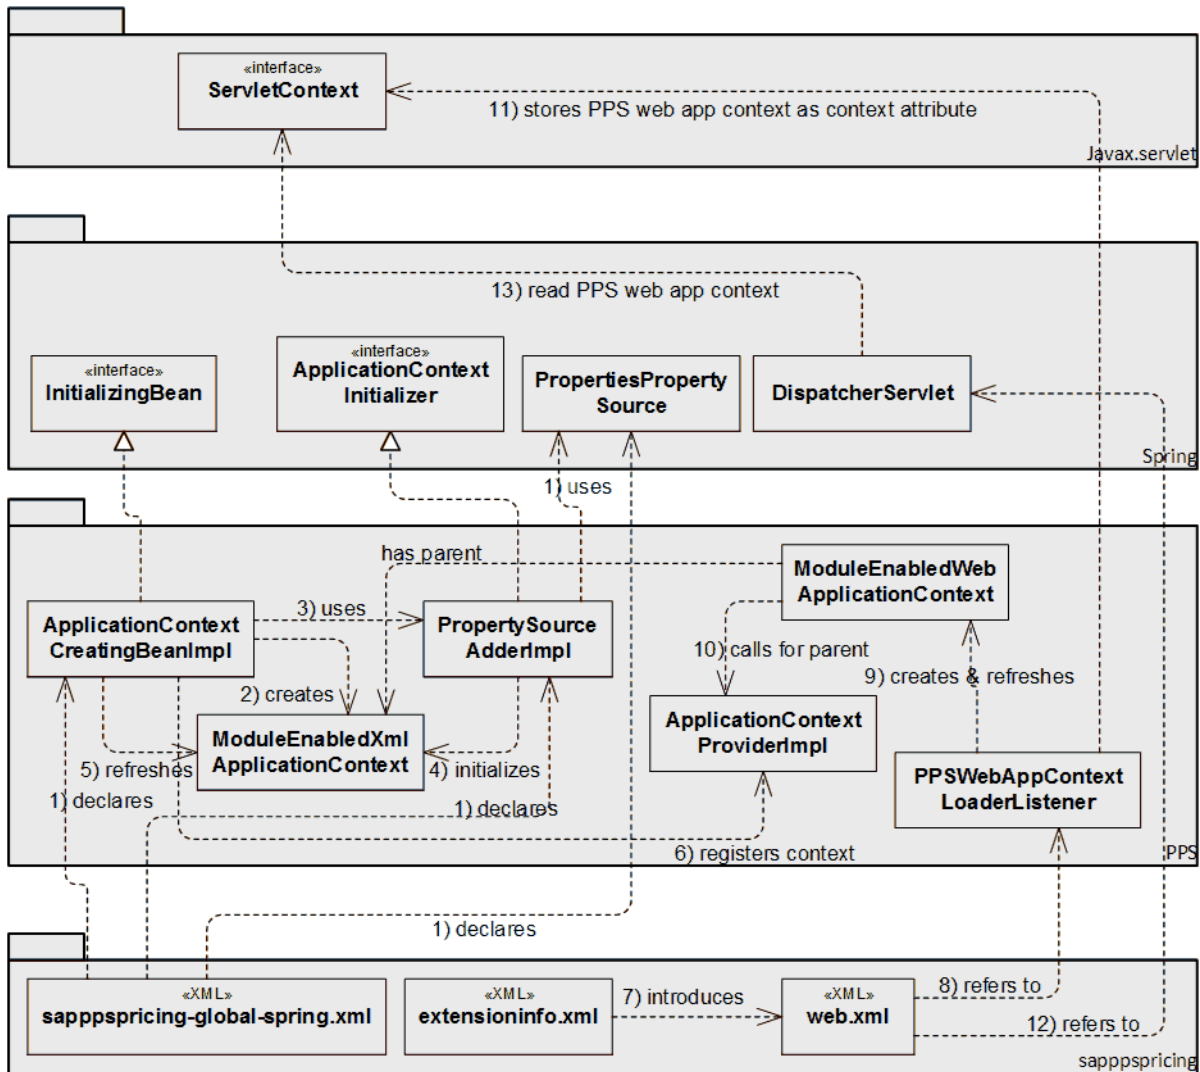 «interface»
ServletContext
11) stores PPS web app context as context attribute
Javax.servlet
13) read PPS web app context
«interface»
InitializingBean
«interface»
ApplicationContext
Initializer
PropertiesProperty
Source
DispatcherServlet
Spring
1) uses
has parent
ModuleEnabledWeb
ApplicationContext
3) uses
ApplicationContext
CreatingBeanImpl
PropertySource
AdderImpl
10) calls for parent
9) creates & refreshes
2) creates
ApplicationContext
ProviderImpl
ModuleEnabledXml
ApplicationContext
5) refreshes
4) initializes
PPSWebAppContext
LoaderListener
1) declares
1) declares
6) registers context
PPS
1) declares
«XML»
sapppspricing-global-spring.xml
«XML»
extensioninfo.xml
7) introduces
«XML»
web.xml
8) refers to
12) refers to
sapppspricing